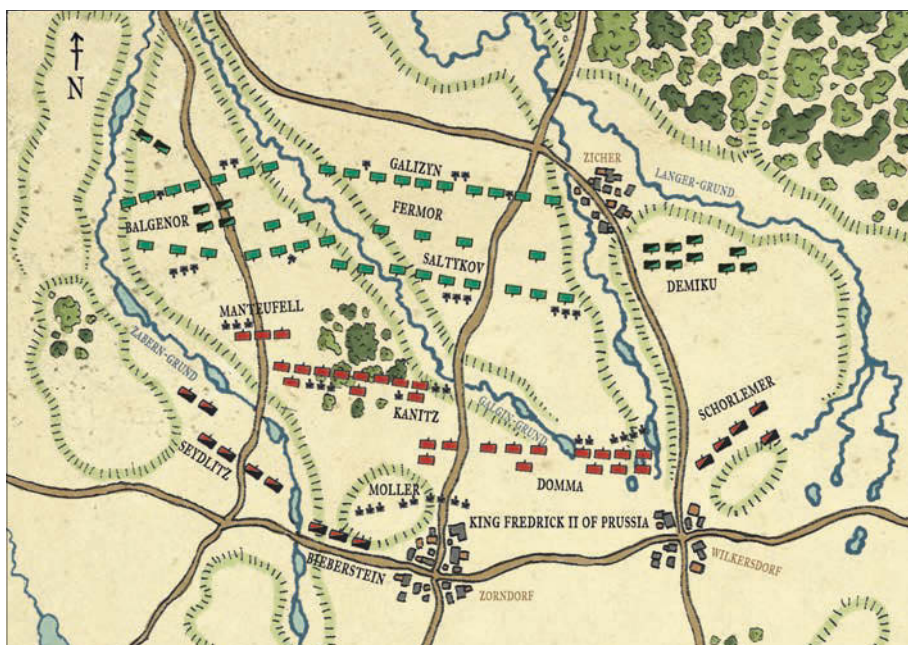 N
ZICHER
GALIZYN
LANGER-GRUND
FERMOR
BALGENOR
SALTYKOV
DEMIKU
MANTEUFELL
ZABERN-GRUND
KANITZ
GALGIN-GRUND
SCHORLEMER
SEYDLITZ
DOMMA
MOLLER
KING FREDRICK II OF PRUSSIA
BIEBERSTEIN
WILKERSDORF
ZORNDORF